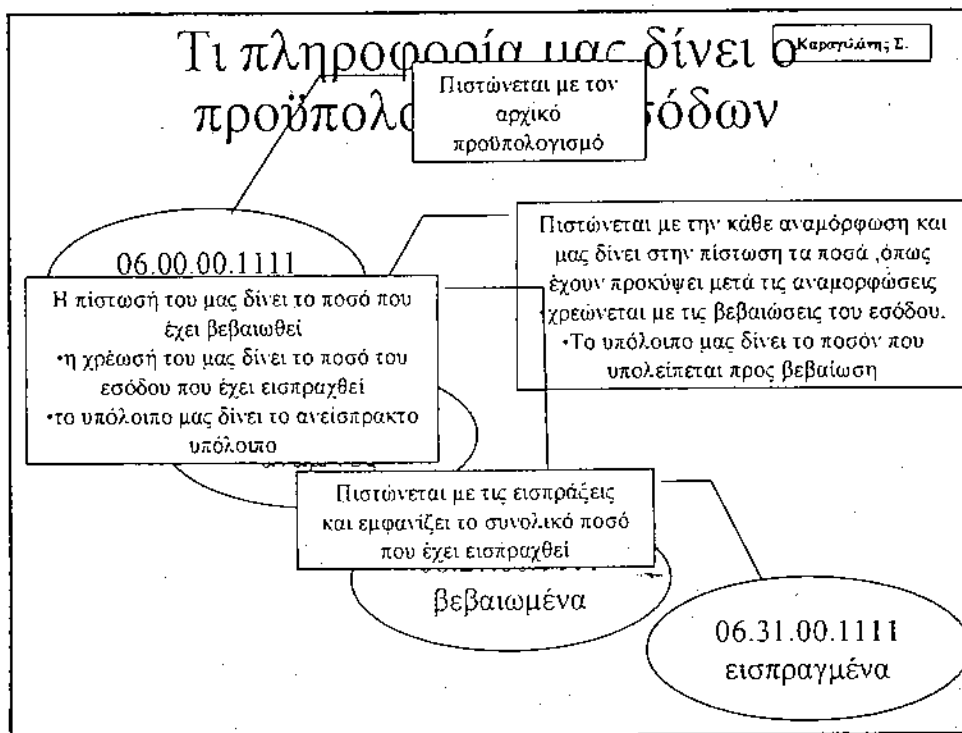 Τι πληροφορία μας δίνει ο
Καραγιλάνης Σ.
προϋπολο
σόδων
Πιστώνεται με τον
αρχικό
προϋπολογισμό
06.00.00.1111
Πιστώνεται με την κάθε αναμόρφωση και
μας δίνει στην πίστωση τα ποσά ,όπως
έχουν προκύψει μετά τις αναμορφώσεις
χρεώνεται με τις βεβαιώσεις του εσόδου.
•Το υπόλοιπο μας δίνει το ποσόν που
υπολείπεται προς βεβαίωση
Η πίστωσή του μας δίνει το ποσό που
έχει βεβαιωθεί
•η χρέωσή του μας δίνει το ποσό του
εσόδου που έχει εισπραχθεί
•το υπόλοιπο μας δίνει το ανείσπρακτο
υπόλοιπο
Πιστώνεται με τις εισπράξεις
και εμφανίζει το συνολικό ποσό
που έχει εισπραχθεί
βεβαιωμένα
06.31.00.1111
εισπραγμένα